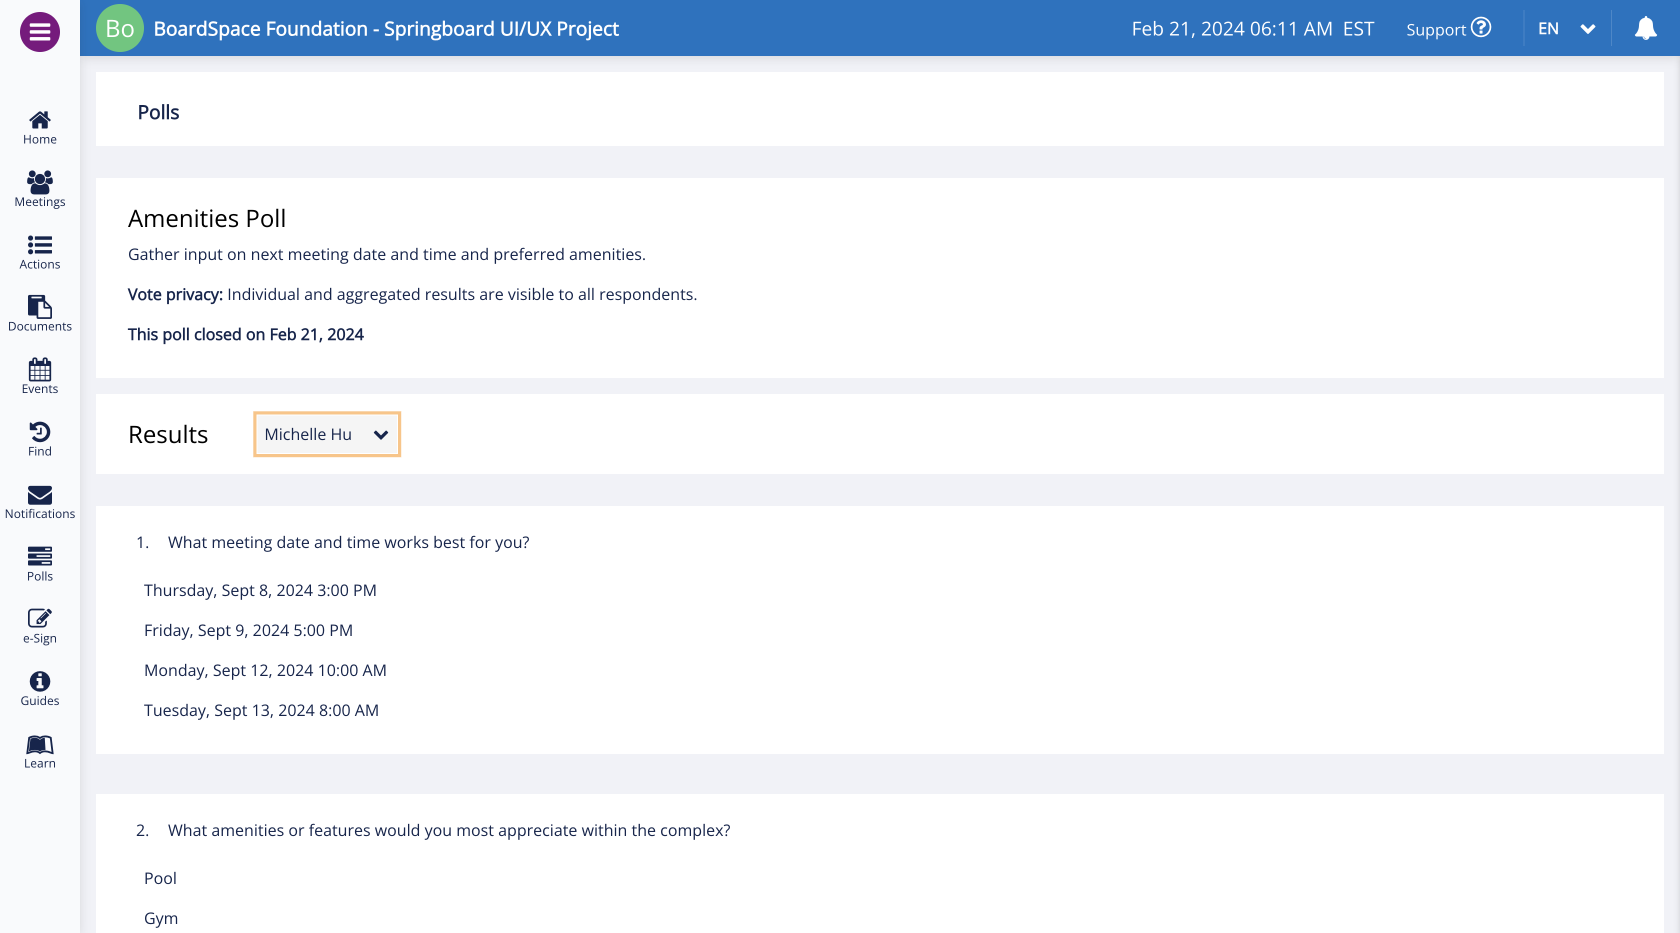 Bo BoardSpace Foundation - Springboard UI/UX Project Feb 21, 2024 06:11 AM EST Support EN
Home
Meetings
Actions
Documents
Events
Find
Notifications
Polls
e-Sign
Guides
Learn
Polls
Amenities Poll
Gather input on next meeting date and time and preferred amenities.
Vote privacy: Individual and aggregated results are visible to all respondents.
This poll closed on Feb 21, 2024
Results Michelle Hu
1. What meeting date and time works best for you?
Thursday, Sept 8, 2024 3:00 PM
Friday, Sept 9, 2024 5:00 PM
Monday, Sept 12, 2024 10:00 AM
Tuesday, Sept 13, 2024 8:00 AM
2. What amenities or features would you most appreciate within the complex?
Pool
Gym